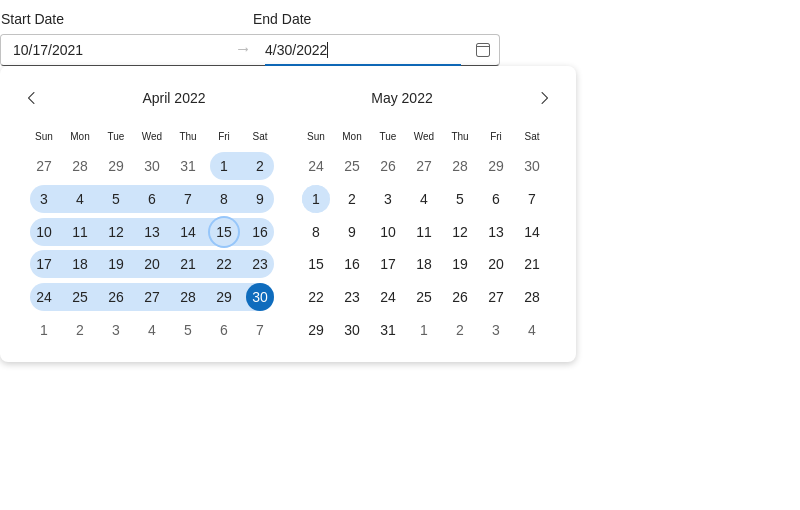 Start Date End Date
10/17/2021 → 4/30/2022
April 2022 May 2022
Sun Mon Tue Wed Thu Fri Sat Sun Mon Tue Wed Thu Fri Sat
27 28 29 30 31 1 2 24 25 26 27 28 29 30
3 4 5 6 7 8 9 1 2 3 4 5 6 7
10 11 12 13 14 15 16 8 9 10 11 12 13 14
17 18 19 20 21 22 23 15 16 17 18 19 20 21
24 25 26 27 28 29 30 22 23 24 25 26 27 28
1 2 3 4 5 6 7 29 30 31 1 2 3 4